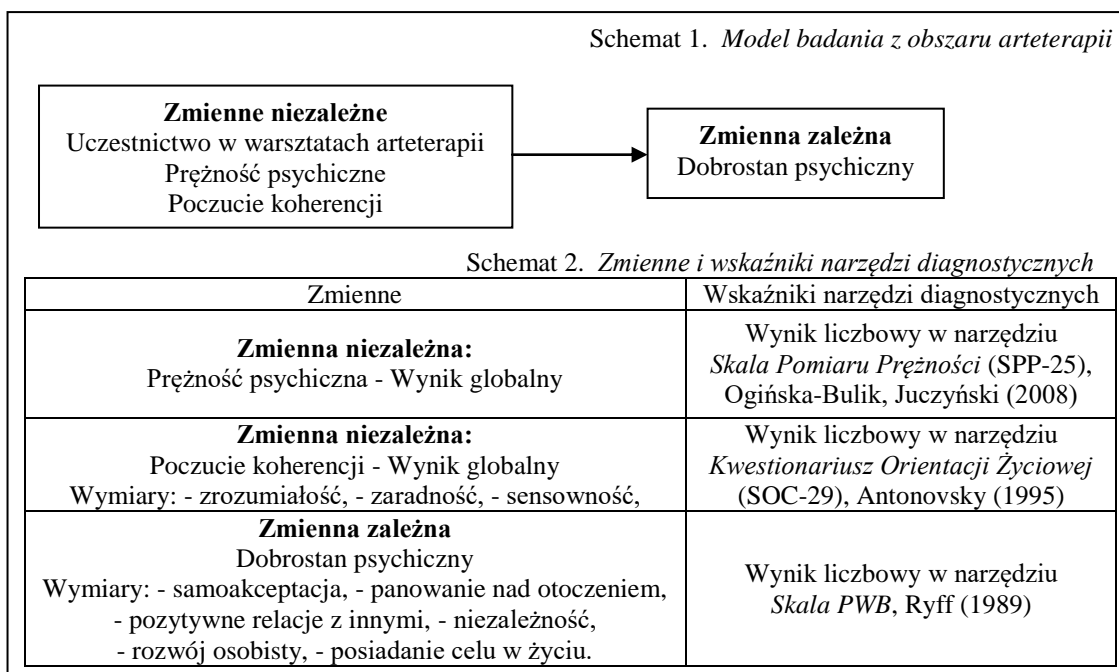 Schemat 1. Model badania z obszaru arteterapii
Zmienne niezależne
Uczestnictwo w warsztatach arteterapii
Prężność psychiczne
Poczucie koherencji
Zmienna zależna
Dobrostan psychiczny
Schemat 2. Zmienne i wskaźniki narzędzi diagnostycznych
Zmienne
Wskaźniki narzędzi diagnostycznych
Zmienna niezależna:
Prężność psychiczna - Wynik globalny
Wynik liczbowy w narzędziu
Skala Pomiaru Prężności (SPP-25),
Ogińska-Bulik, Juczyński (2008)
Zmienna niezależna:
Poczucie koherencji - Wynik globalny
Wymiary: - zrozumiałość, - zaradność, - sensowność,
Wynik liczbowy w narzędziu
Kwestionariusz Orientacji Życiowej
(SOC-29), Antonovsky (1995)
Zmienna zależna
Dobrostan psychiczny
Wymiary: - samoakceptacja, - panowanie nad otoczeniem,
- pozytywne relacje z innymi, - niezależność,
- rozwój osobisty, - posiadanie celu w życiu.
Wynik liczbowy w narzędziu
Skala PWB, Ryff (1989)